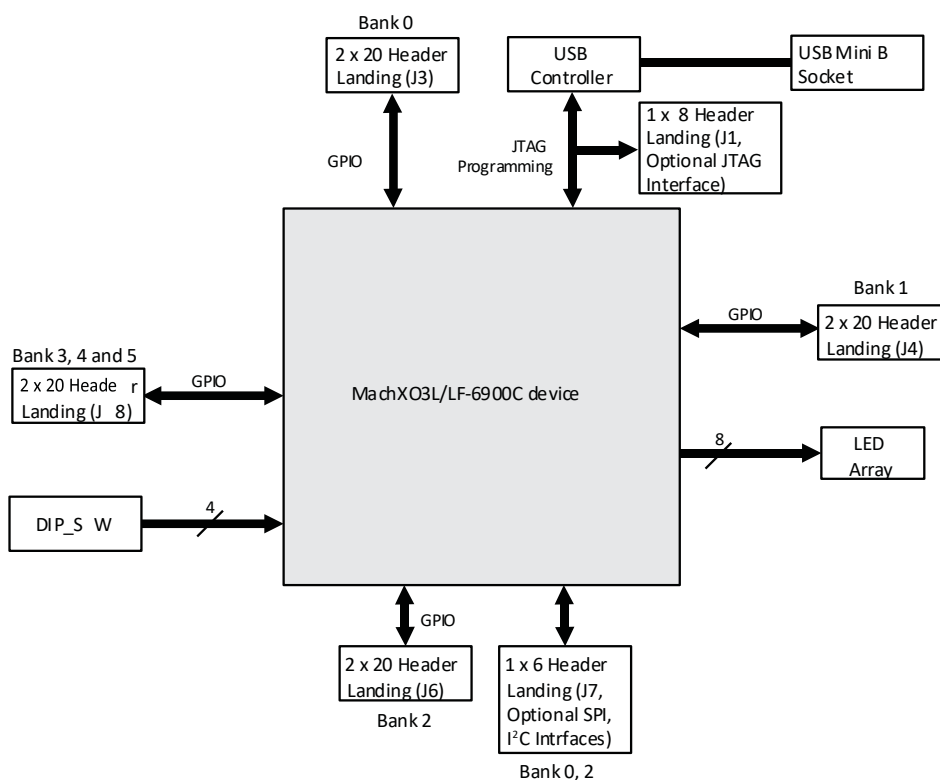 Bank 0
2 x 20 Header
Landing (J3)
USB
Controller
USB Mini B
Socket
1 x 8 Header
Landing (J1,
Optional JTAG
Interface)
JTAG
Programming
GPIO
Bank 1
GPIO
2 x 20 Header
Landing (J4)
Bank 3, 4 and 5
2 x 20 Heade r
Landing (J 8)
GPIO
MachXO3L/LF-6900C device
8
LED
Array
DIP_S W
4
GPIO
2 x 20 Header
Landing (J6)
Bank 2
1 x 6 Header
Landing (J7,
Optional SPI,
I²C Intrfaces)
Bank 0, 2